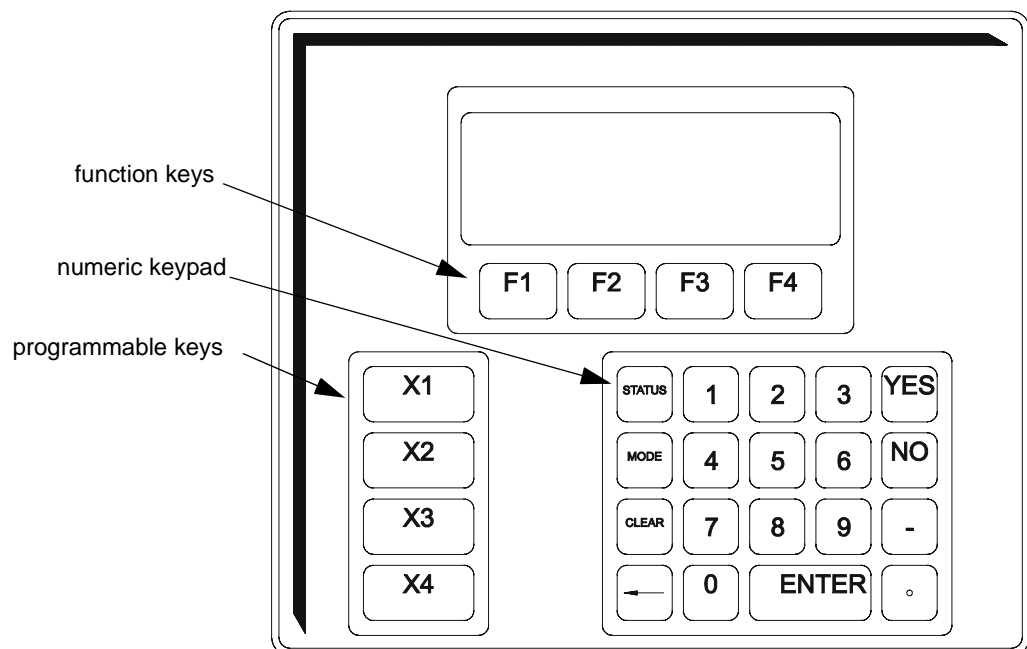 function keys
F1 F2 F3 F4
numeric keypad
programmable keys
X1
X2
X3
X4
STATUS 1 2 3 YES
MODE 4 5 6 NO
CLEAR 7 8 9 -
← 0 ENTER °